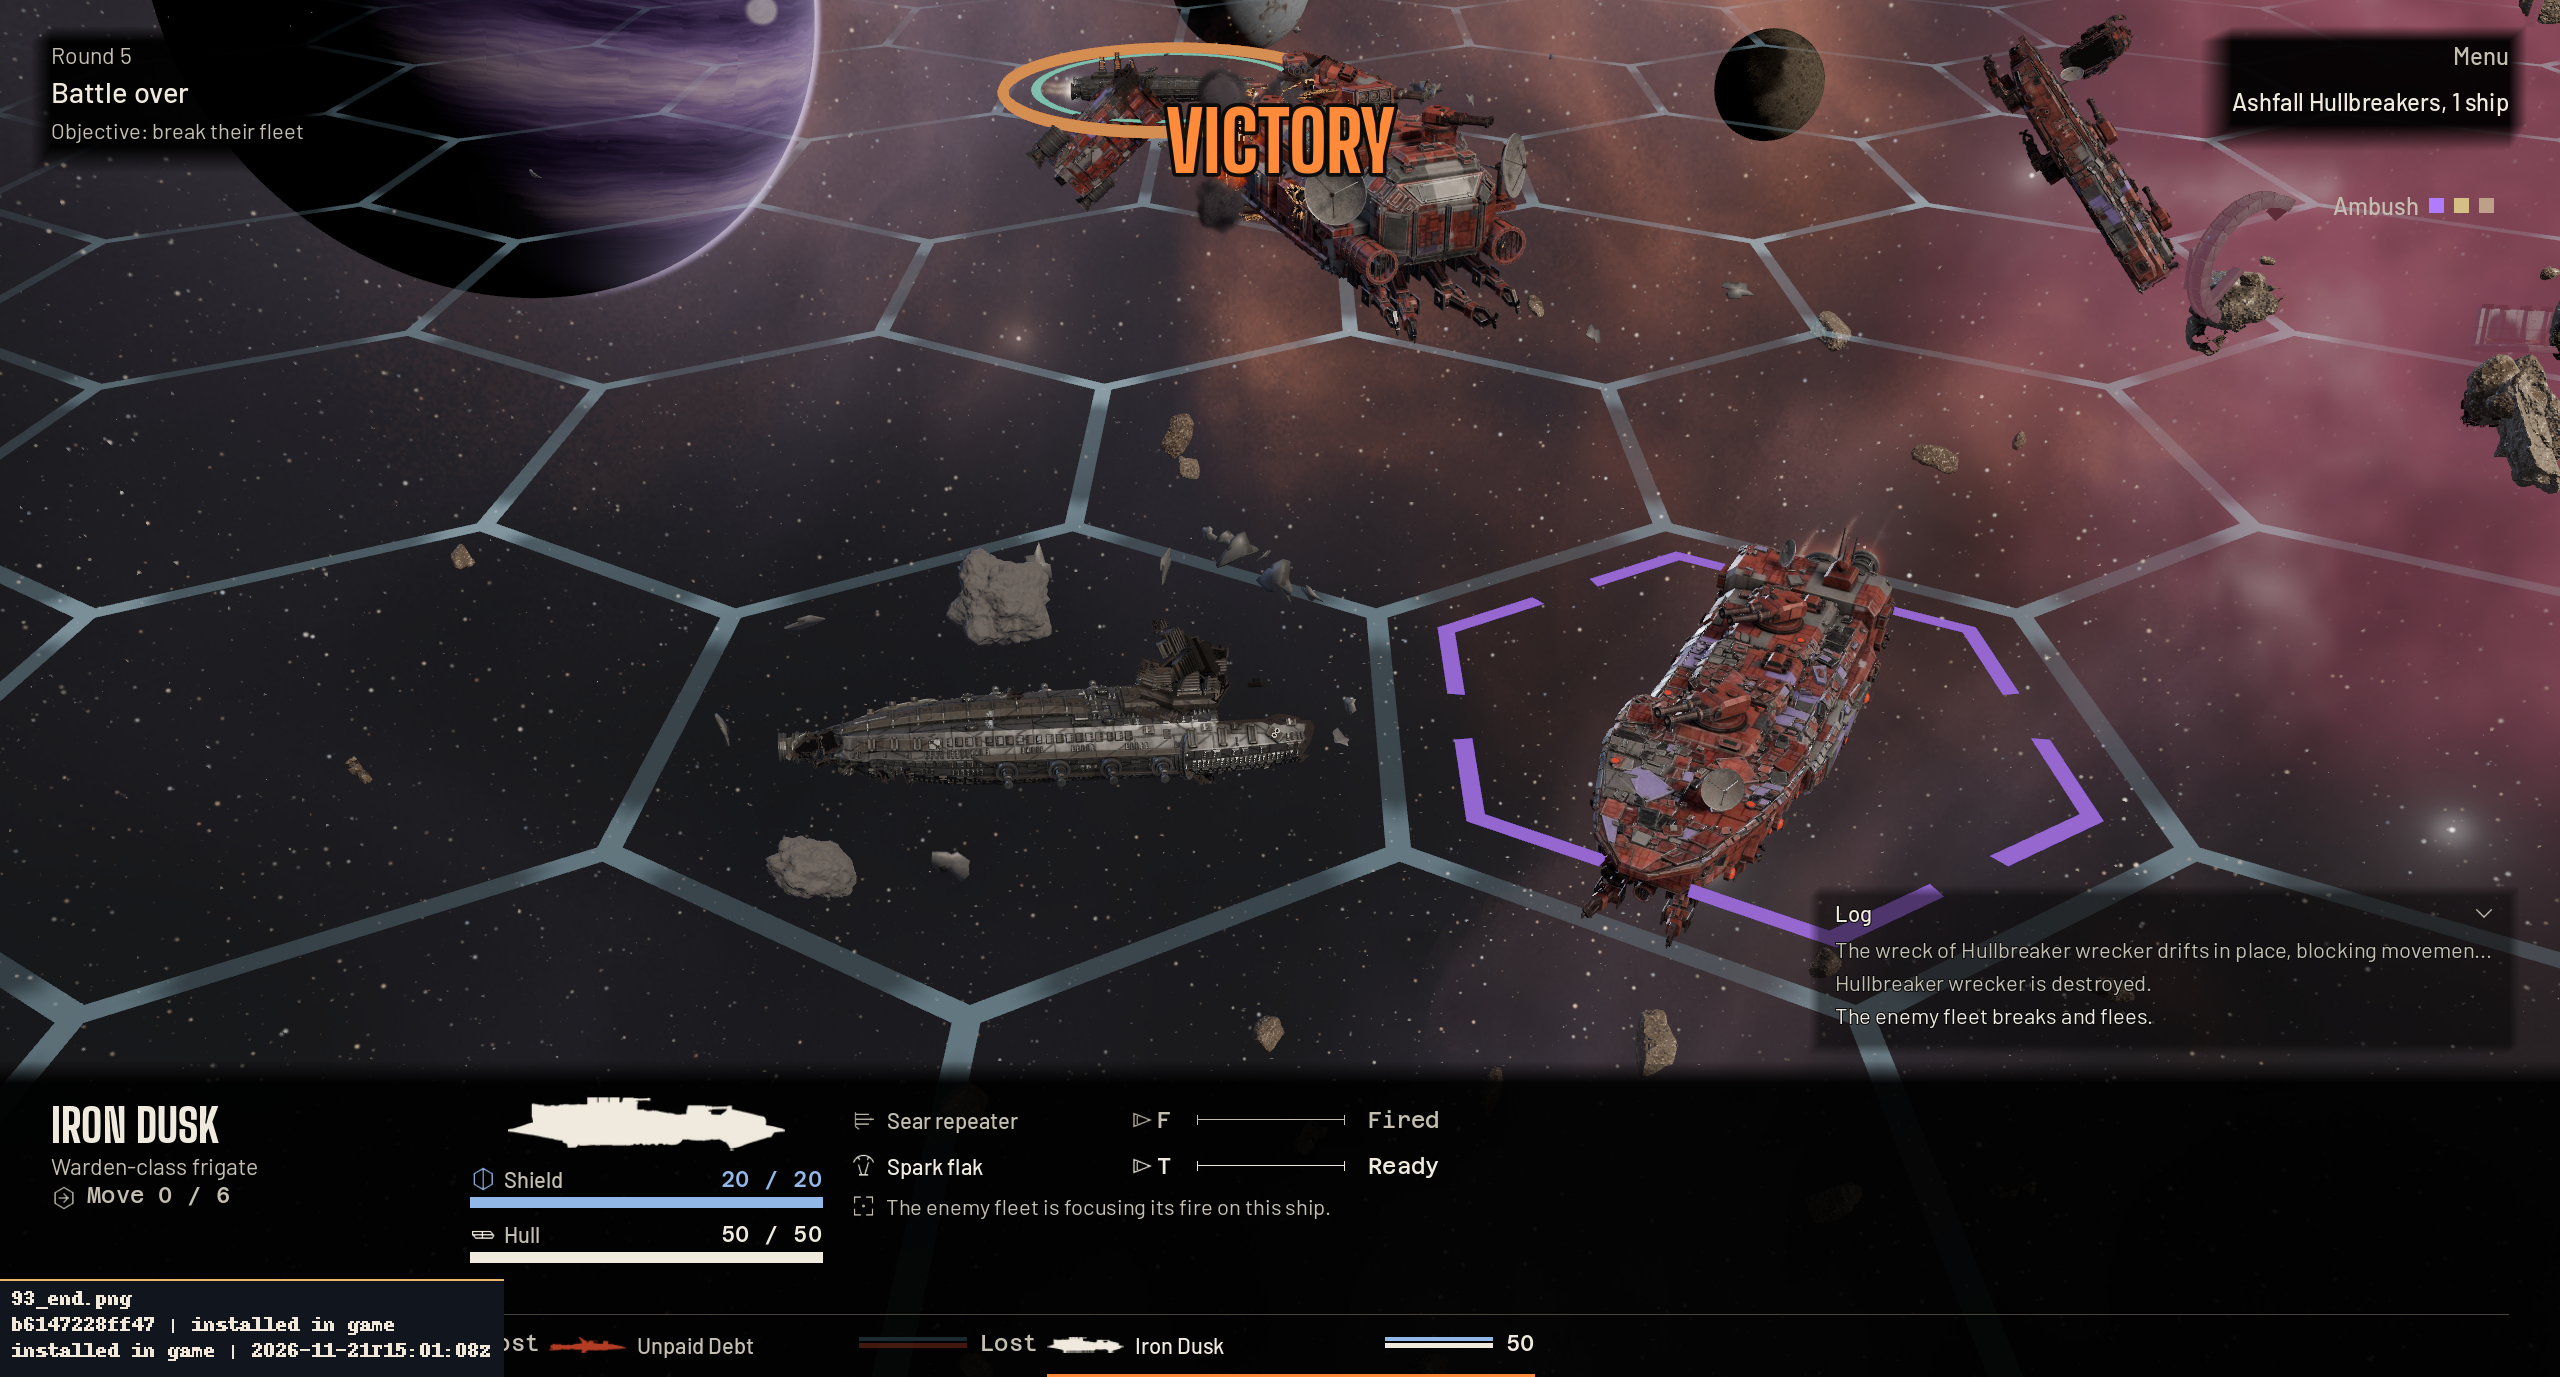 Round 5
Battle over
Objective: break their fleet
VICTORY
Menu
Ashfall Hullbreakers, 1 ship
Ambush
Log
The wreck of Hullbreaker wrecker drifts in place, blocking movemen...
Hullbreaker wrecker is destroyed.
The enemy fleet breaks and flees.
IRON DUSK
Warden-class frigate
Move 0 / 6
Shield 20 / 20
Hull 50 / 50
Sear repeater F Fired
Spark flak T Ready
The enemy fleet is focusing its fire on this ship.
93_end.png
b6147228ff47 | installed in game
installed in game | 2026-11-21r15:01:08z
ost Unpaid Debt Lost Iron Dusk 50